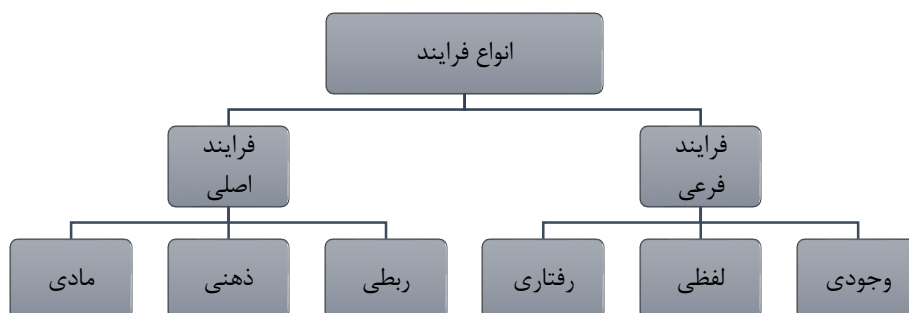 انواع فرایند
فرایند
فرعی
فرایند
اصلی
وجودی
لفظی
رفتاری
ربطی
ذهنی
مادی